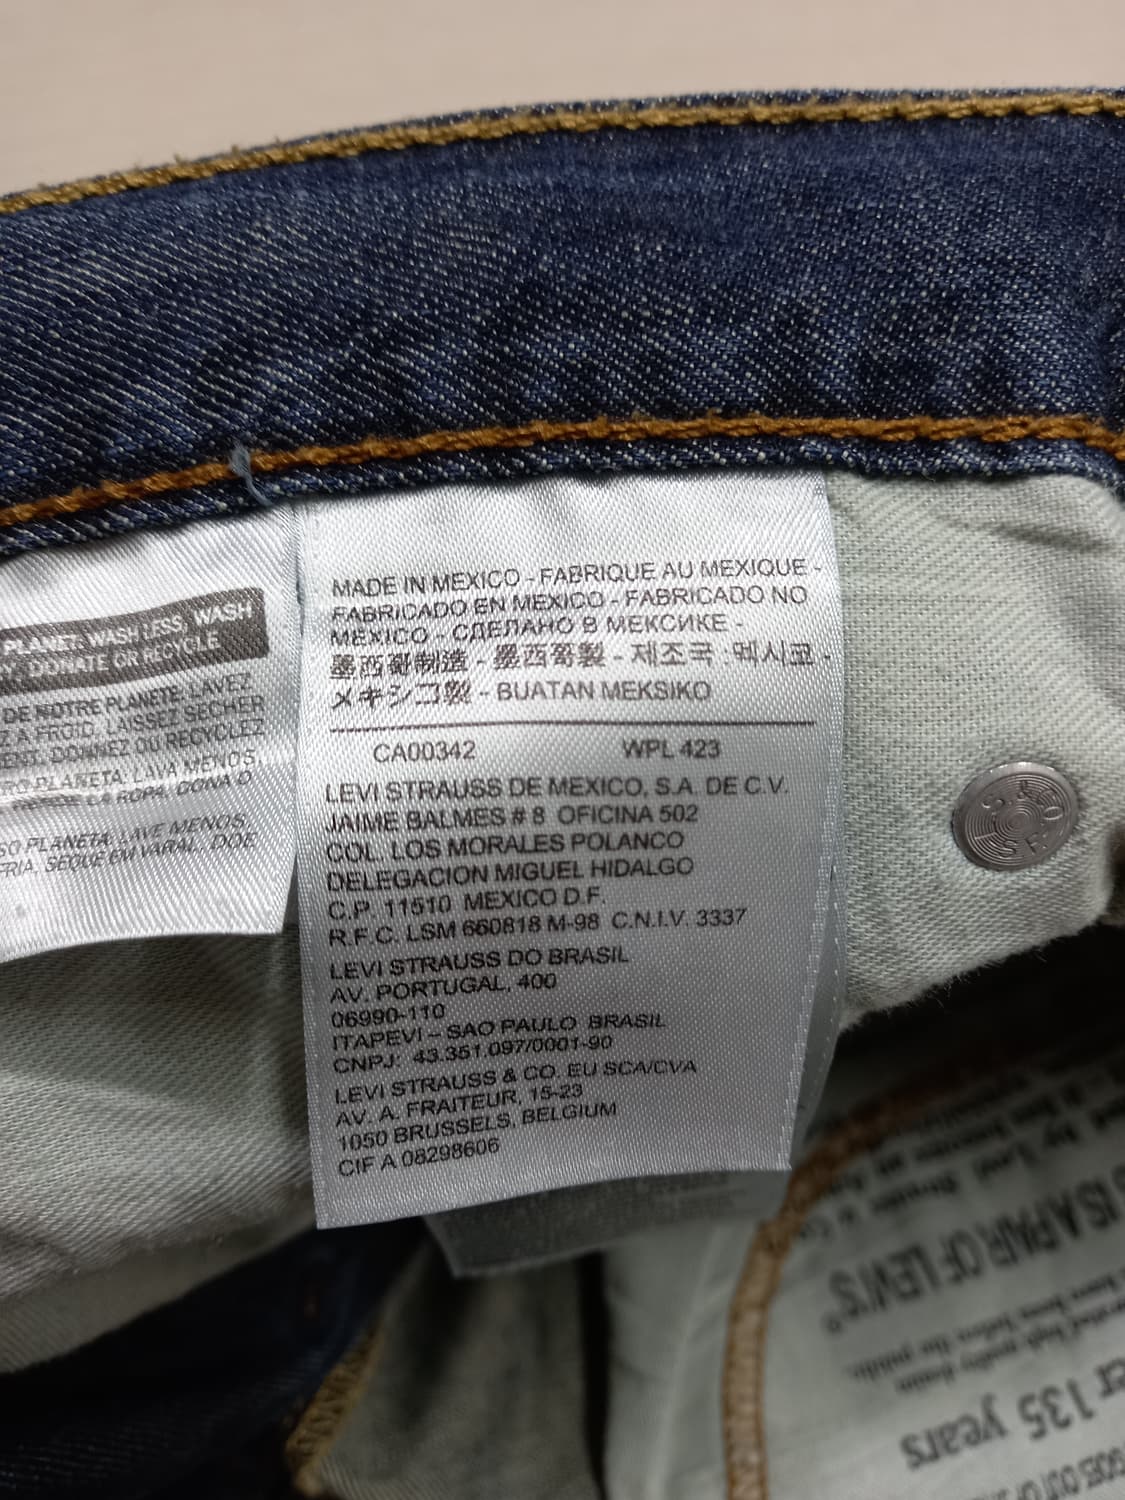 PLANET, WASH LESS, WASH
DONATE OR RECYCLE
DE NOTRE PLANETE: LAVEZ
Z A FROID, LAISSEZ SECHER
ENT. DONNEZ OU RECYCLEZ
RO PLANETA: LAVA MENOS,
LA ROPA, DONA O
SO PLANETA: LAVE MENOS,
FRIA, SEQUE EM VARAL, DOE
MADE IN MEXICO - FABRIQUE AU MEXIQUE -
FABRICADO EN MEXICO - FABRICADO NO
MEXICO - СДЕЛАНО В МЕКСИКЕ -
墨西哥制造 - 墨西哥製 - 제조국 : 멕시코 -
メキシコ製 - BUATAN MEKSIKO
CA00342 WPL 423
LEVI STRAUSS DE MEXICO, S.A. DE C.V.
JAIME BALMES # 8 OFICINA 502
COL. LOS MORALES POLANCO
DELEGACION MIGUEL HIDALGO
C.P. 11510 MEXICO D.F.
R.F.C. LSM 660818 M-98 C.N.I.V. 3337
LEVI STRAUSS DO BRASIL
AV. PORTUGAL, 400
06990-110
ITAPEVI – SAO PAULO BRASIL
CNPJ: 43.351.097/0001-90
LEVI STRAUSS & CO. EU SCA/CVA
AV. A. FRAITEUR, 15-23
1050 BRUSSELS, BELGIUM
CIF A 08298606
IS A PAIR OF LEVI'S®
135 years